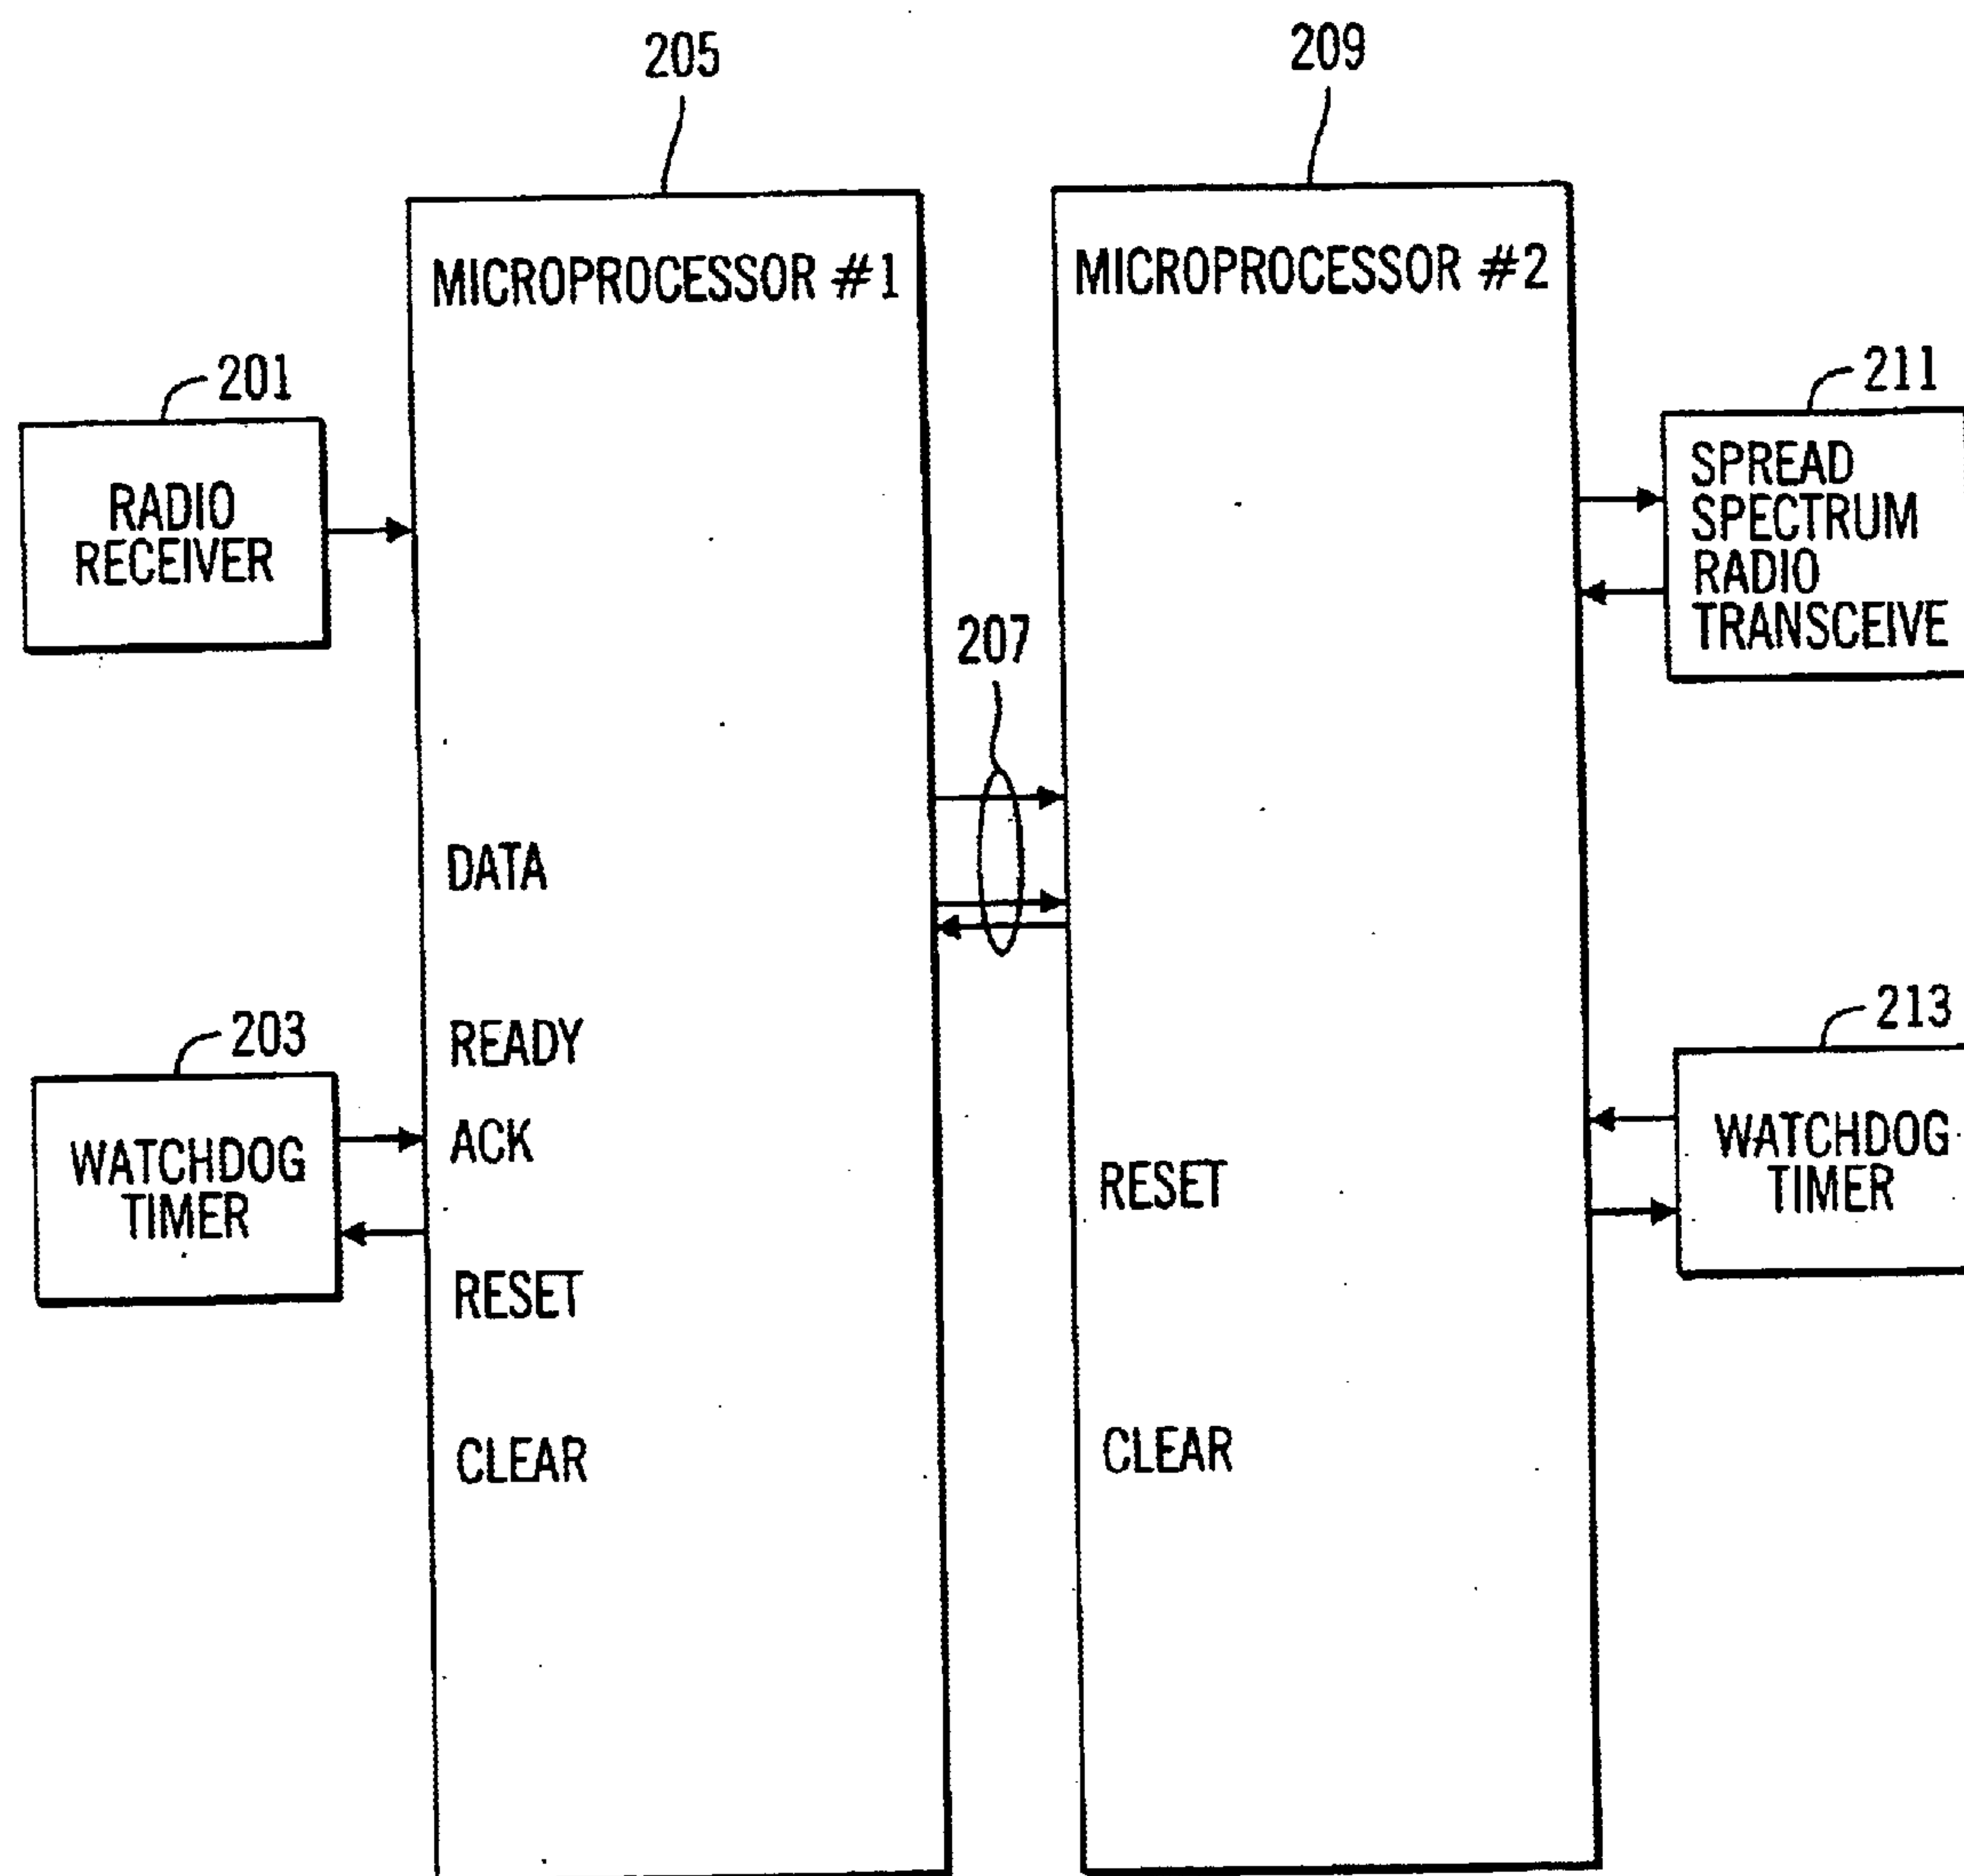 205
209
MICROPROCESSOR #1
MICROPROCESSOR #2
201
RADIO
RECEIVER
211
SPREAD
SPECTRUM
RADIO
TRANSCEIVE
207
DATA
203
WATCHDOG
TIMER
READY
ACK
RESET
CLEAR
RESET
CLEAR
213
WATCHDOG
TIMER